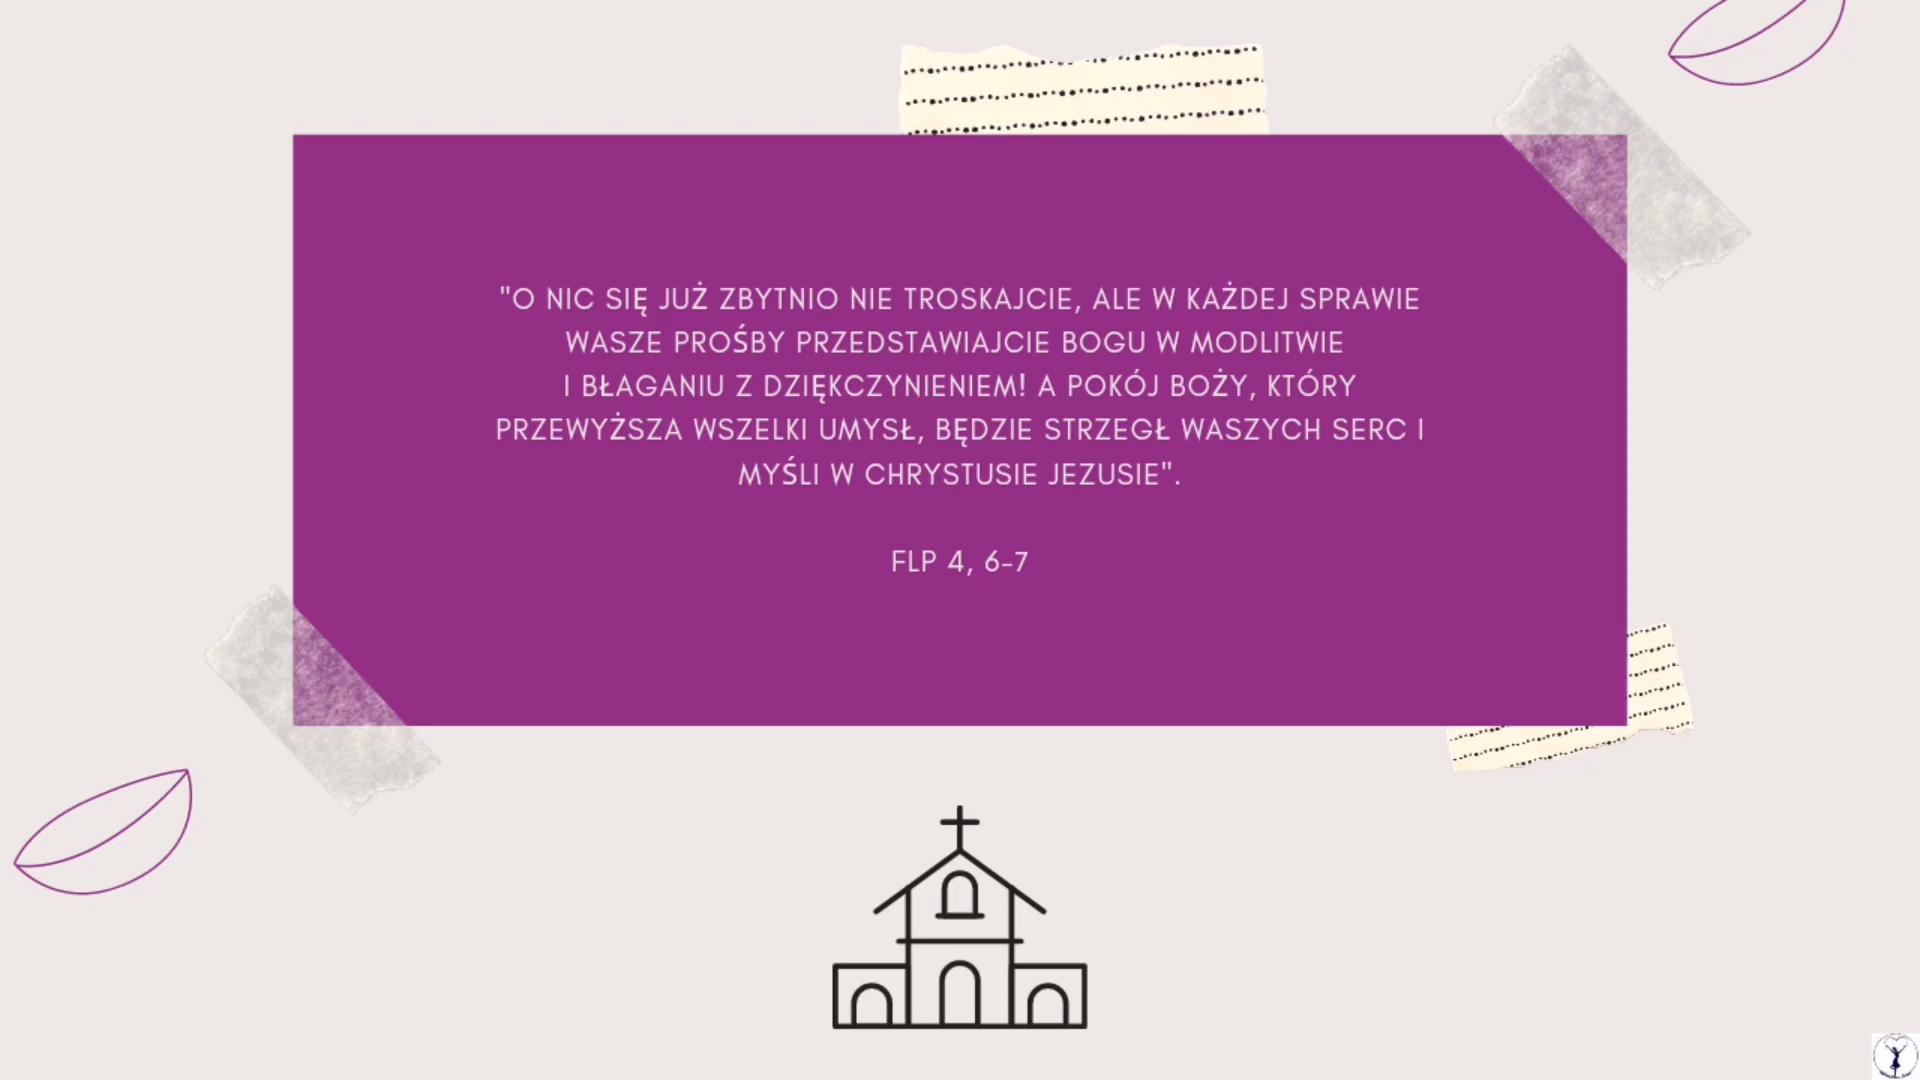 "O NIC SIĘ JUŻ ZBYTNIO NIE TROSKAJCIE, ALE W KAŻDEJ SPRAWIE
WASZE PROŚBY PRZEDSTAWIAJCIE BOGU W MODLITWIE
I BŁAGANIU Z DZIĘKCZYNIENIEM! A POKÓJ BOŻY, KTÓRY
PRZEWYŻSZA WSZELKI UMYSŁ, BĘDZIE STRZEGŁ WASZYCH SERC I
MYŚLI W CHRYSTUSIE JEZUSIE".
FLP 4, 6-7